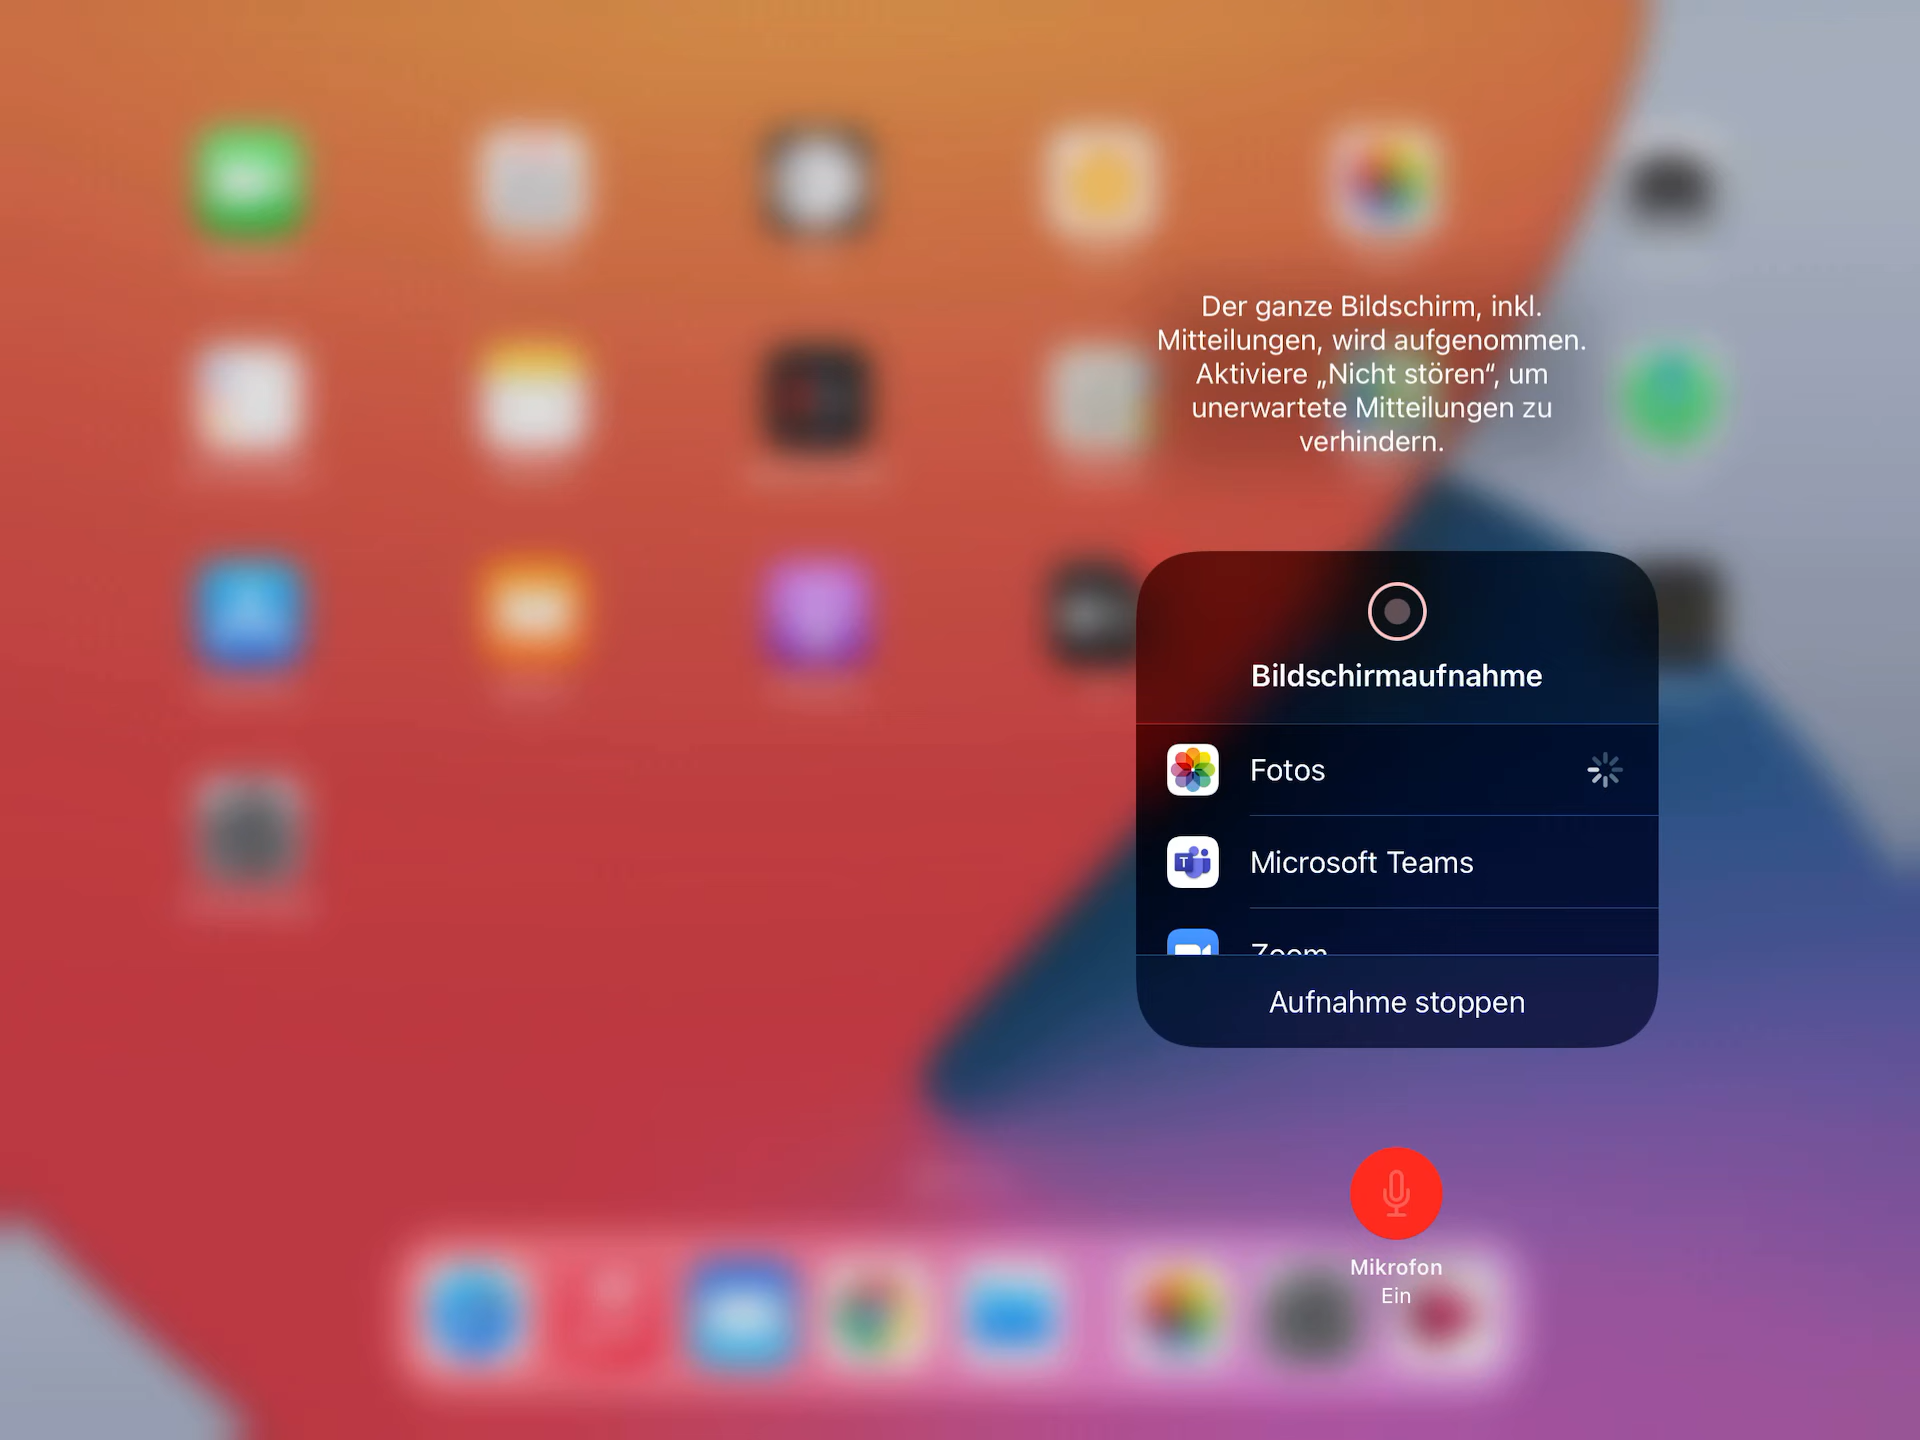 Der ganze Bildschirm, inkl.
Mitteilungen, wird aufgenommen.
Aktiviere „Nicht stören“, um
unerwartete Mitteilungen zu
verhindern.
Bildschirmaufnahme
Fotos
T
Microsoft Teams
Zoom
Aufnahme stoppen
Mikrofon
Ein